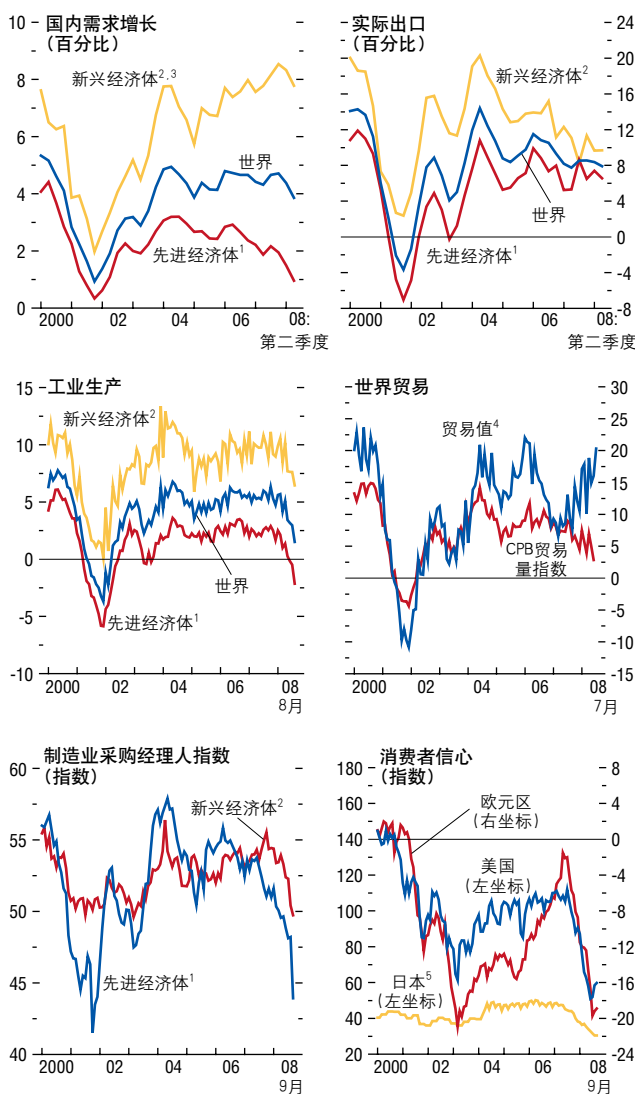 国内需求增长
(百分比)
10
8
6
4
2
0
新兴经济体2,3
世界
先进经济体1
2000 02 04 06 08:
第二季度
实际出口
(百分比)
24
20
16
12
8
4
0
-4
-8
新兴经济体2
世界
先进经济体1
2000 02 04 06 08:
第二季度
工业生产
15
10
5
0
-5
-10
新兴经济体2
世界
先进经济体1
2000 02 04 06 08
8月
世界贸易
30
25
20
15
10
5
0
-5
-10
-15
贸易值4
CPB贸易
量指数
2000 02 04 06 08
7月
制造业采购经理人指数
(指数)
60
55
50
45
40
新兴经济体2
先进经济体1
2000 02 04 06 08
9月
消费者信心
(指数)
180
160
140
120
100
80
60
40
20
8
4
0
-4
-8
-12
-16
-20
-24
欧元区
(右坐标)
美国
(左坐标)
日本5
(左坐标)
2000 02 04 06 08
9月